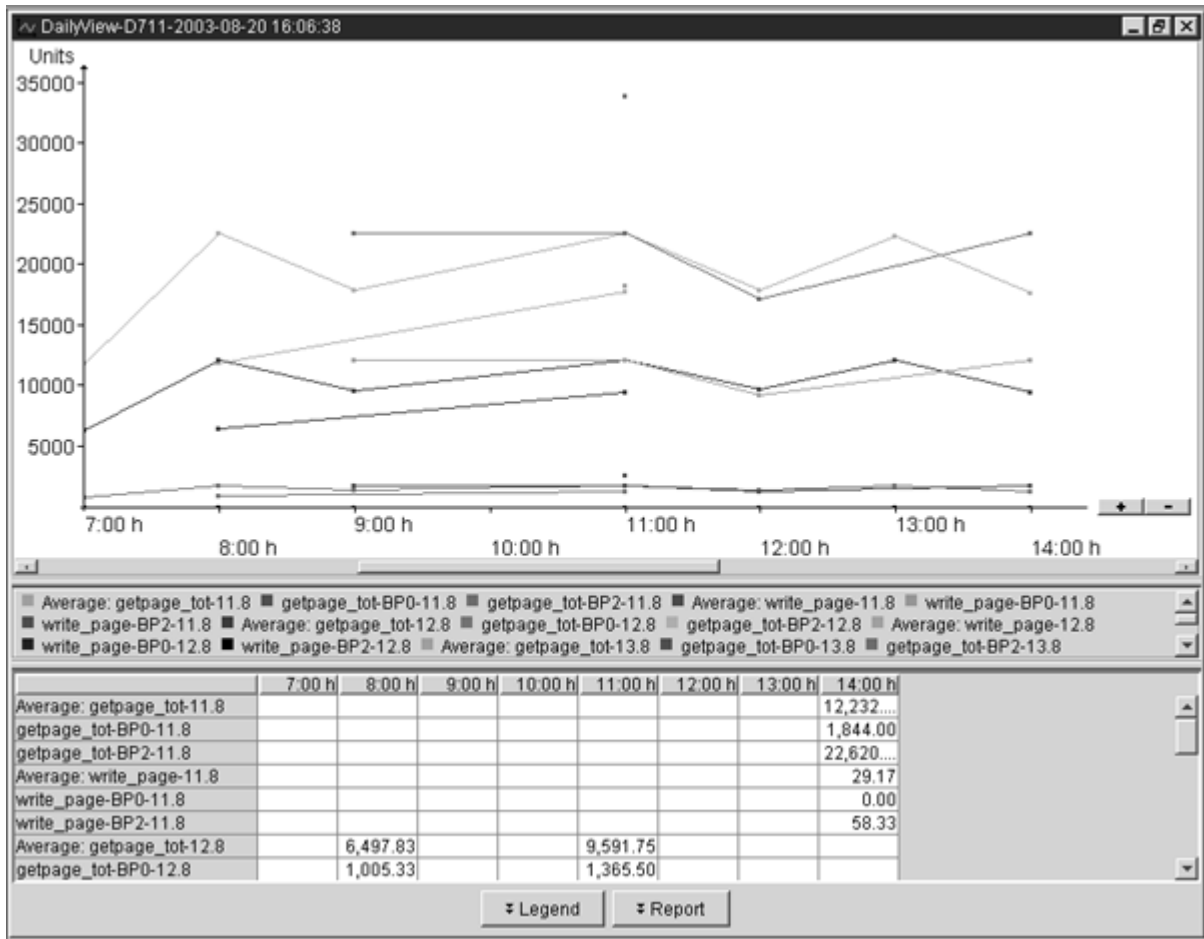 DailyView-D711-2003-08-20 16:06:38
Units
35000
30000
25000
20000
15000
10000
5000
7:00 h 9:00 h 11:00 h 13:00 h
8:00 h 10:00 h 12:00 h 14:00 h
+ -
Average: getpage_tot-11.8 getpage_tot-BP0-11.8 getpage_tot-BP2-11.8 Average: write_page-11.8 write_page-BP0-11.8
write_page-BP2-11.8 Average: getpage_tot-12.8 getpage_tot-BP0-12.8 getpage_tot-BP2-12.8 Average: write_page-12.8
write_page-BP0-12.8 write_page-BP2-12.8 Average: getpage_tot-13.8 getpage_tot-BP0-13.8 getpage_tot-BP2-13.8
7:00 h 8:00 h 9:00 h 10:00 h 11:00 h 12:00 h 13:00 h 14:00 h
Average: getpage_tot-11.8 12,232....
getpage_tot-BP0-11.8 1,844.00
getpage_tot-BP2-11.8 22,620....
Average: write_page-11.8 29.17
write_page-BP0-11.8 0.00
write_page-BP2-11.8 58.33
Average: getpage_tot-12.8 6,497.83 9,591.75
getpage_tot-BP0-12.8 1,005.33 1,365.50
Legend Report